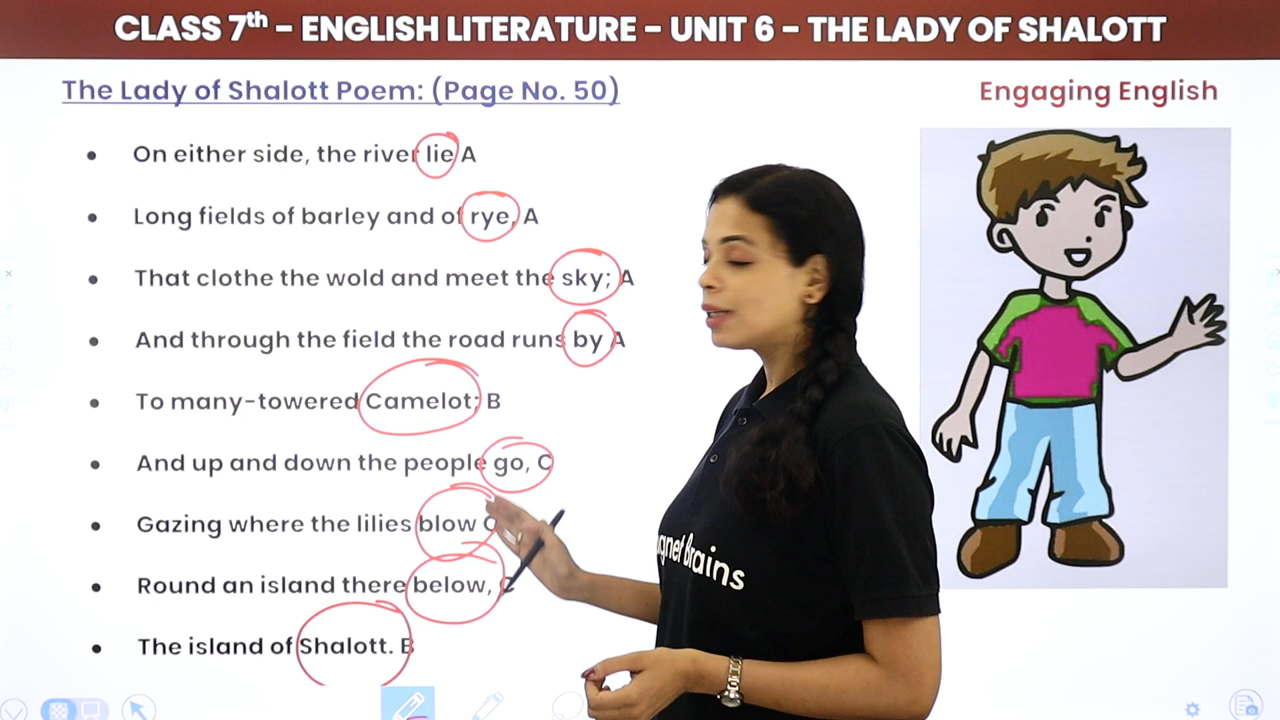 CLASS 7th – ENGLISH LITERATURE – UNIT 6 – THE LADY OF SHALOTT
The Lady of Shalott Poem: (Page No. 50)
Engaging English
• On either side, the river lie A
• Long fields of barley and of rye, A
• That clothe the wold and meet the sky; A
• And through the field the road runs by A
• To many-towered Camelot; B
• And up and down the people go, C
• Gazing where the lilies blow C
• Round an island there below, C
• The island of Shalott. B
Brains